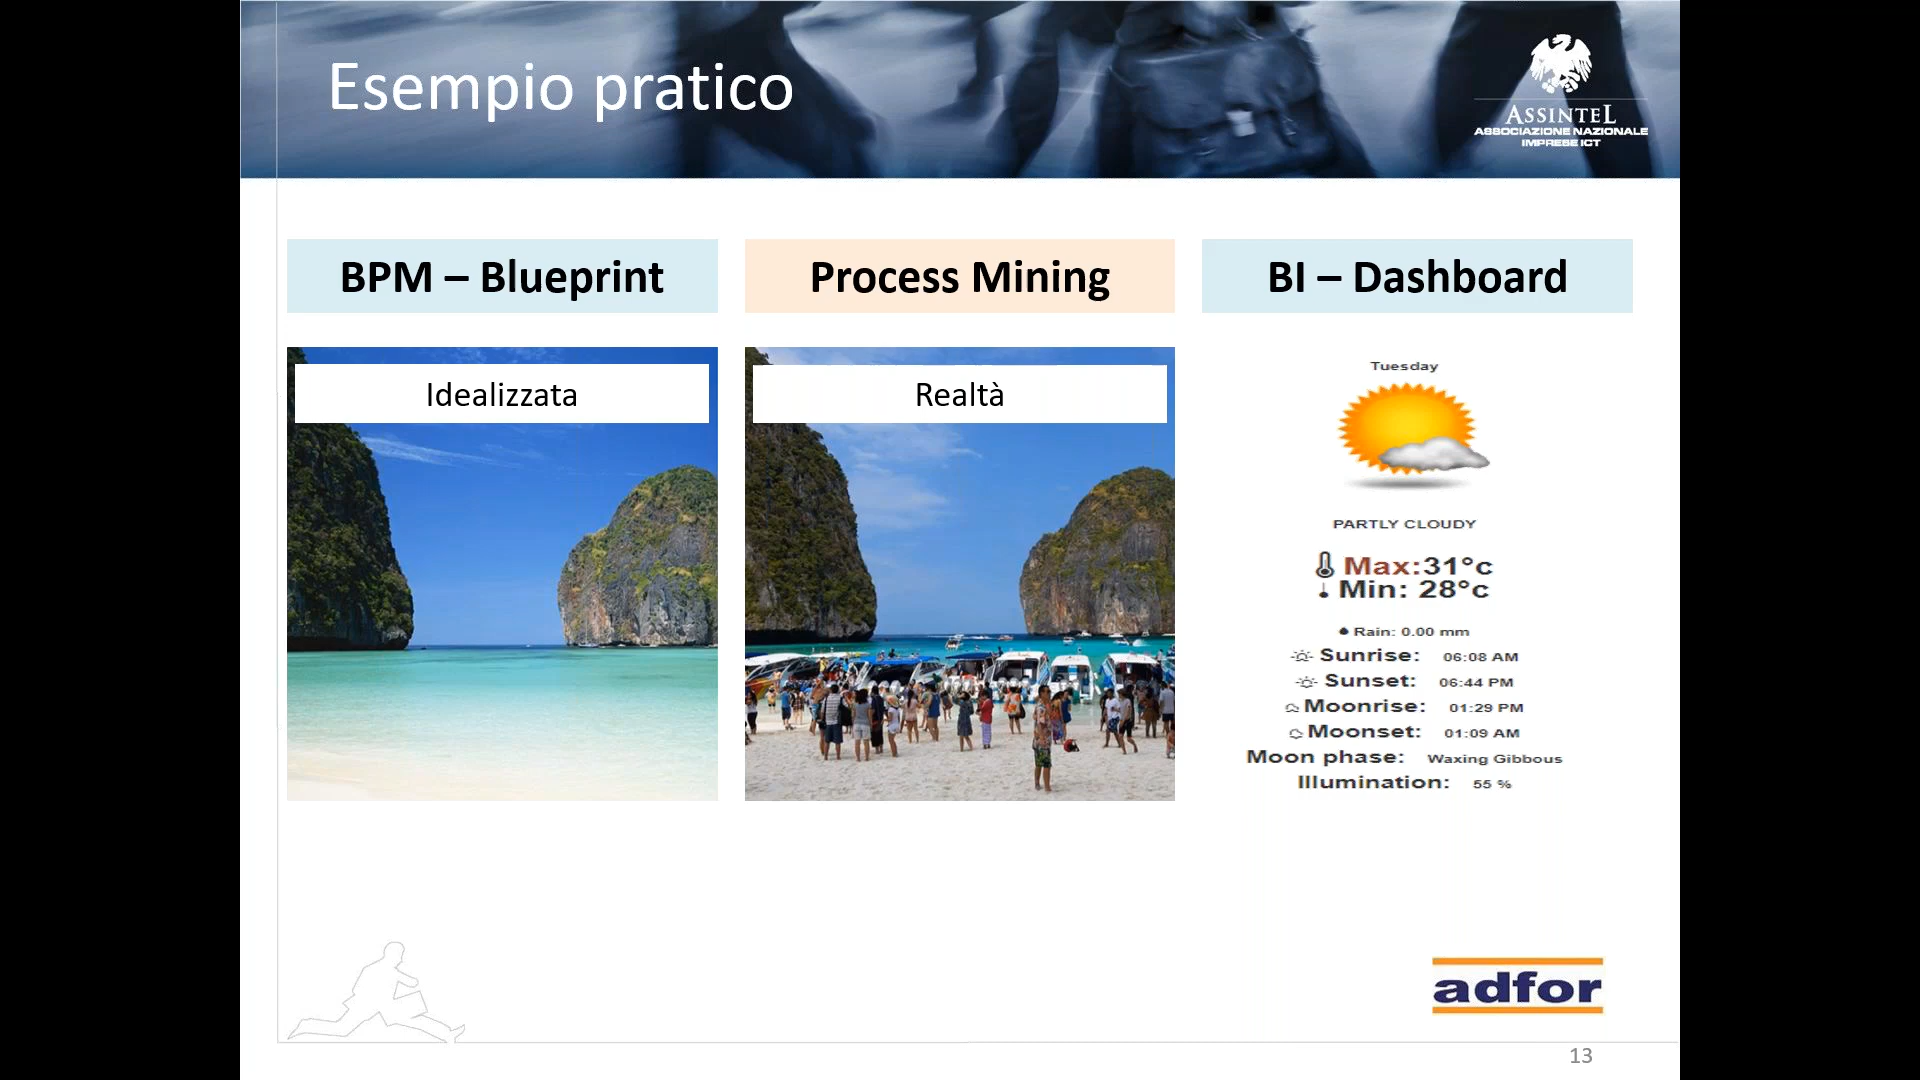 Esempio pratico
ASSINTEL
ASSOCIAZIONE NAZIONALE
IMPRESE ICT
BPM – Blueprint
Process Mining
BI – Dashboard
Idealizzata
Realtà
Tuesday
PARTLY CLOUDY
Max:31°c
Min: 28°c
Rain: 0.00 mm
Sunrise: 06:08 AM
Sunset: 06:44 PM
Moonrise: 01:29 PM
Moonset: 01:09 AM
Moon phase: Waxing Gibbous
Illumination: 55 %
adfor
13